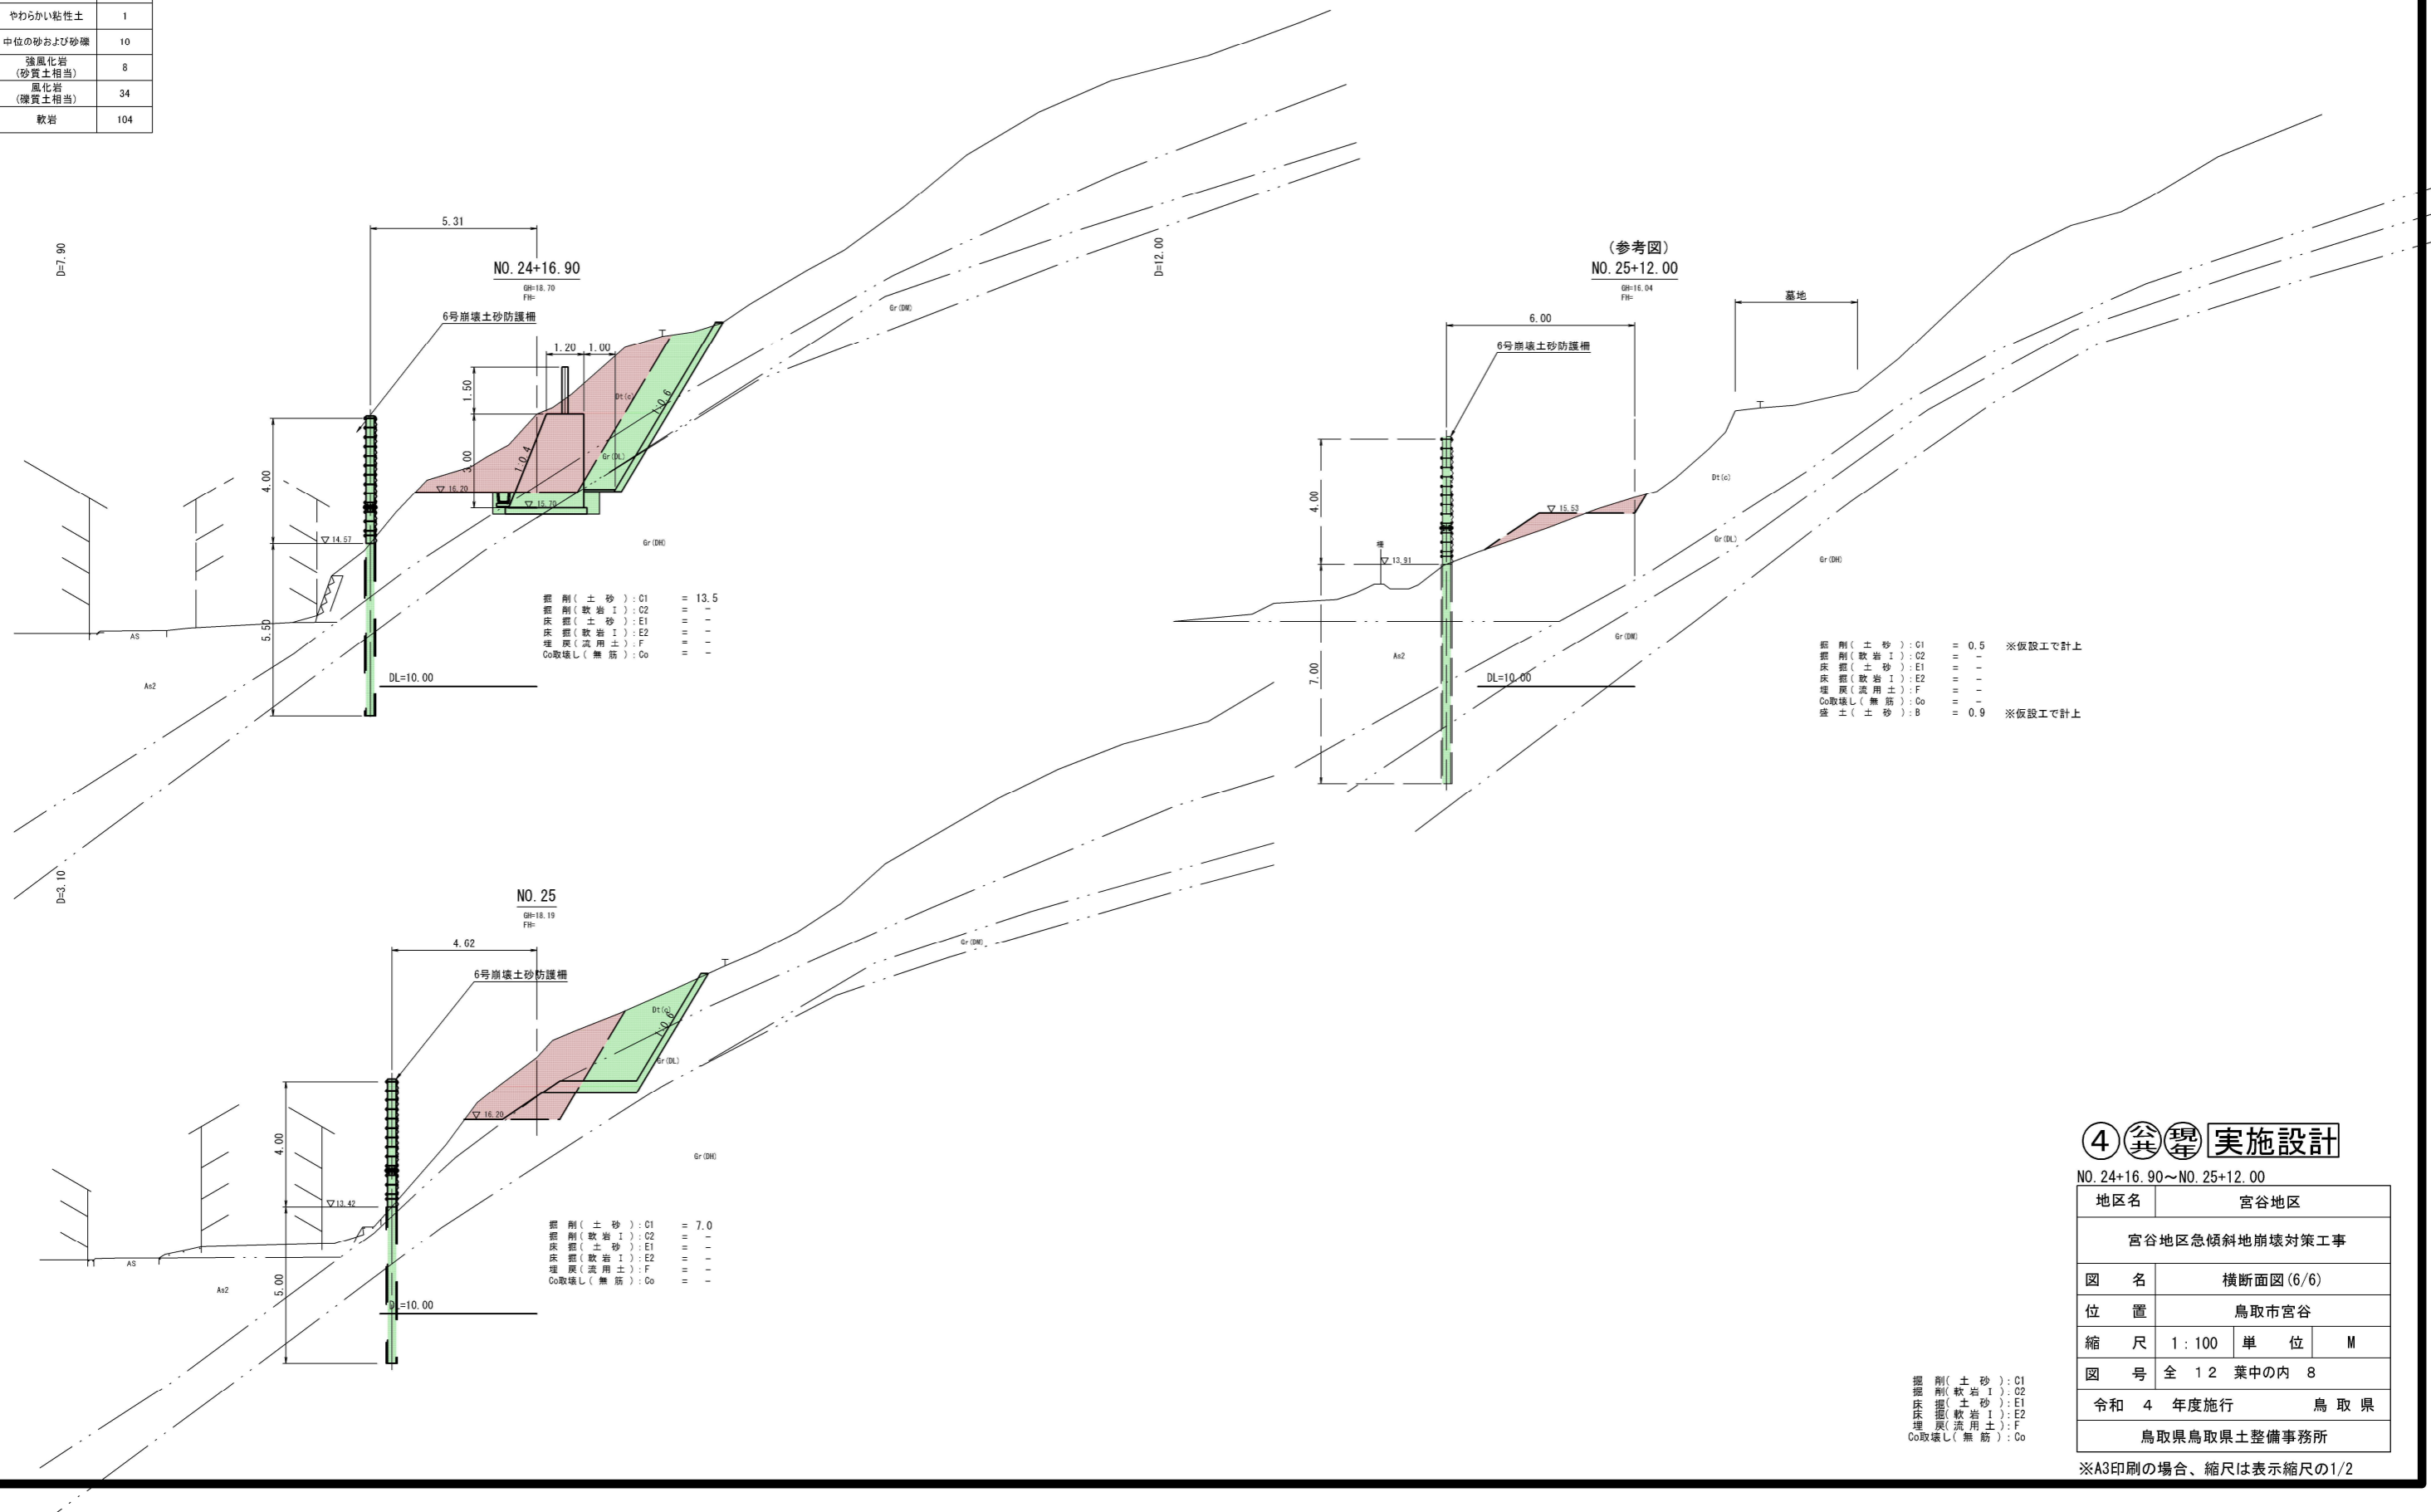 やわらかい粘性土 1
中位の砂および砂礫 10
強風化岩
(砂質土相当) 8
風化岩
(礫質土相当) 34
軟岩 104
D=7.90
5.31
NO.24+16.90
GH=18.70
FH=
6号崩壊土砂防護柵
1.20 1.00
1.50
3.00
1:0.4
1:0.6
Dt(c)
Gr(DL)
Gr(DM)
Gr(DH)
▽16.20
▽15.70
4.00
▽14.57
5.50
AS
As2
DL=10.00
掘 削( 土 砂 ):C1 = 13.5
掘 削( 軟 岩 I ):C2 = -
床 掘( 土 砂 ):E1 = -
床 掘( 軟 岩 I ):E2 = -
埋 戻( 流 用 土 ):F = -
Co取壊し( 無 筋 ):Co = -
D=12.00
(参考図)
NO.25+12.00
GH=16.04
FH=
墓地
6.00
6号崩壊土砂防護柵
4.00
▽15.53
柵
▽13.91
7.00
Dt(c)
Gr(DL)
Gr(DH)
Gr(DM)
As2
DL=10.00
掘 削( 土 砂 ):C1 = 0.5 ※仮設工で計上
掘 削( 軟 岩 I ):C2 = -
床 掘( 土 砂 ):E1 = -
床 掘( 軟 岩 I ):E2 = -
埋 戻( 流 用 土 ):F = -
Co取壊し( 無 筋 ):Co = -
盛 土( 土 砂 ):B = 0.9 ※仮設工で計上
D=3.10
NO.25
GH=18.19
FH=
4.62
6号崩壊土砂防護柵
Dt(c)
1:0.6
Gr(DL)
Gr(DM)
Gr(DH)
▽16.20
4.00
▽13.42
5.00
AS
As2
DL=10.00
掘 削( 土 砂 ):C1 = 7.0
掘 削( 軟 岩 I ):C2 = -
床 掘( 土 砂 ):E1 = -
床 掘( 軟 岩 I ):E2 = -
埋 戻( 流 用 土 ):F = -
Co取壊し( 無 筋 ):Co = -
掘 削( 土 砂 ):C1
掘 削( 軟 岩 I ):C2
床 掘( 土 砂 ):E1
床 掘( 軟 岩 I ):E2
埋 戻( 流 用 土 ):F
Co取壊し( 無 筋 ):Co
④ 公共 現年 実施設計
NO.24+16.90～NO.25+12.00
地区名 宮谷地区
宮谷地区急傾斜地崩壊対策工事
図 名 横断面図(6/6)
位 置 鳥取市宮谷
縮 尺 1:100 単 位 M
図 号 全 12 葉中の内 8
令和 4 年度施行 鳥取県
鳥取県鳥取県土整備事務所
※A3印刷の場合、縮尺は表示縮尺の1/2